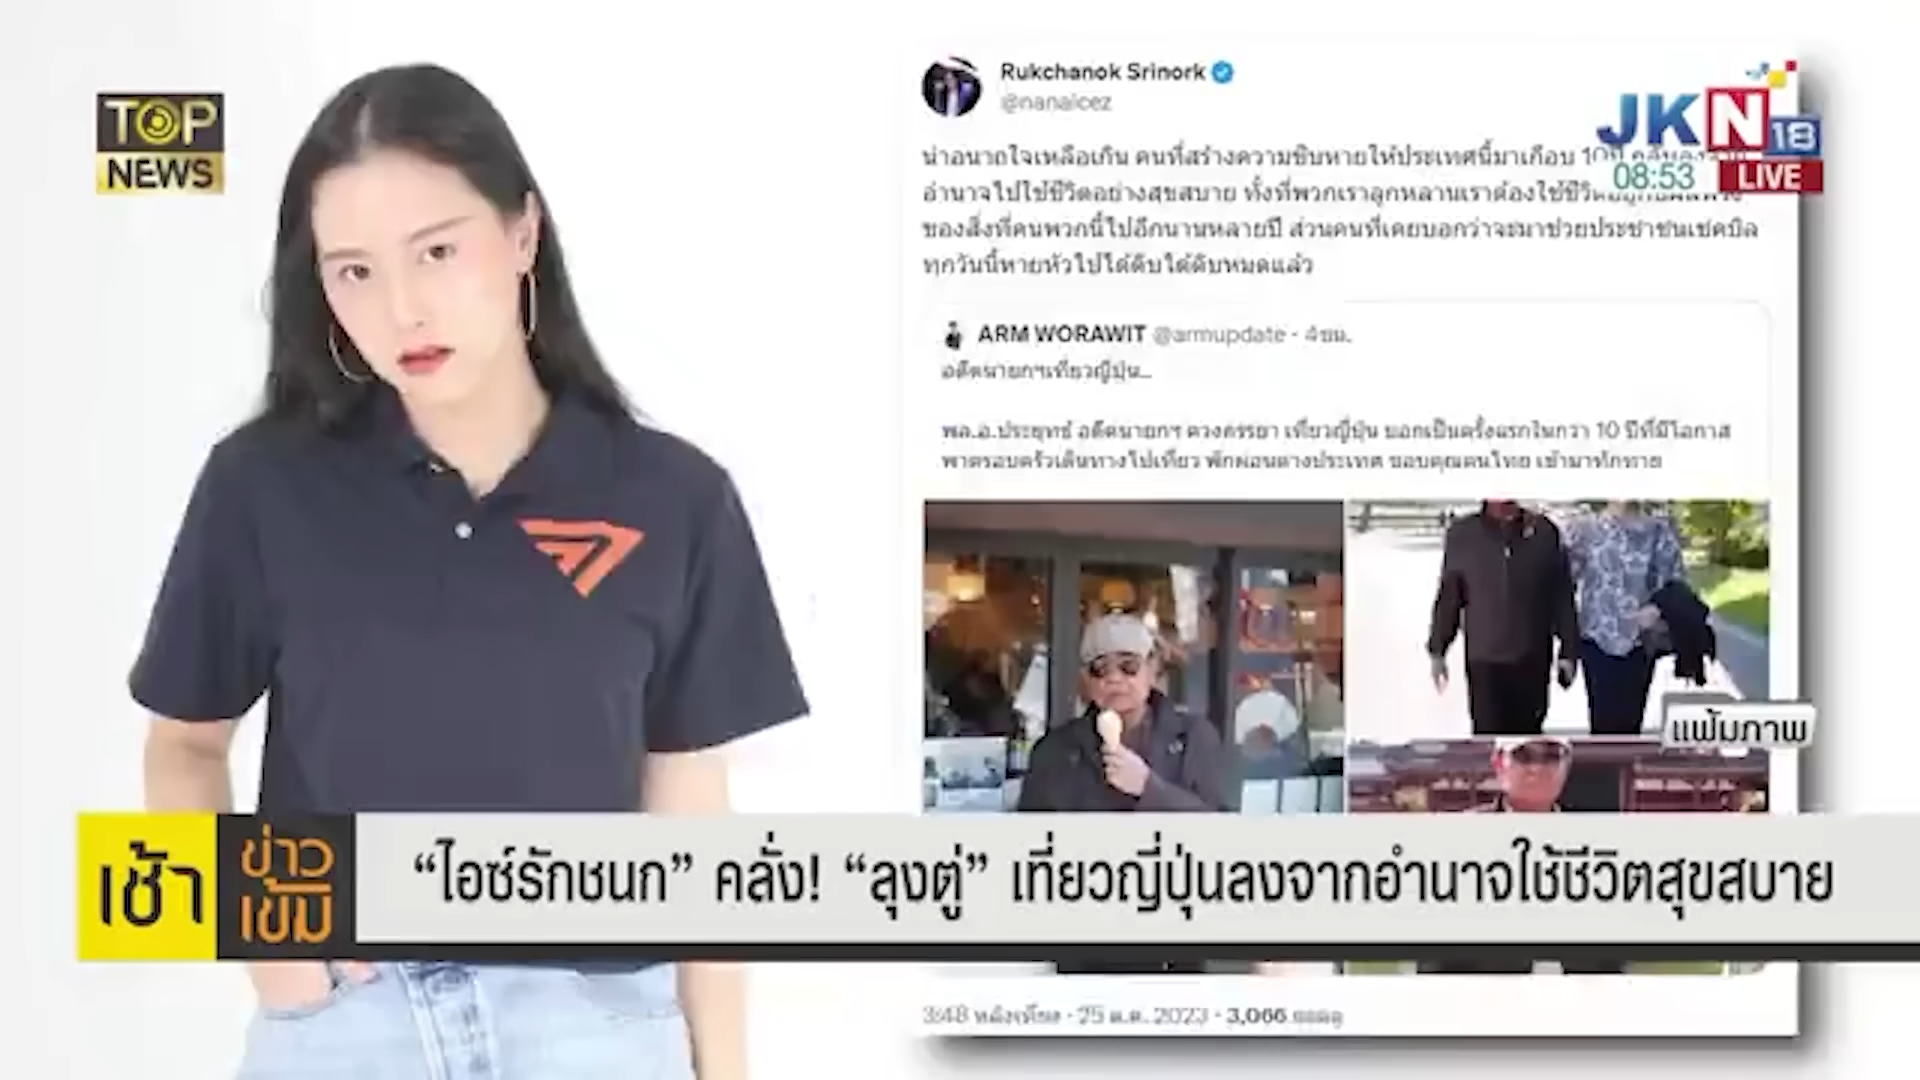 TOP
NEWS
Rukchanok Srinork
@nanaicez
JKN
18
08:53
LIVE
น่าอนาถใจเหลือเกิน คนที่สร้างความชิบหายให้ประเทศนี้มาเกือบ 10ปี
อำนาจไปใช้ชีวิตอย่างสุขสบาย ทั้งที่พวกเราลูกหลานเราต้องใช้ชีวิต
ของสิ่งที่คนพวกนี้ไปอีกนานหลายปี ส่วนคนที่เคยบอกว่าจะมาช่วยประชาชนเชคบิล
ทุกวันนี้หายหัวไปได้ดิบได้ดีบหมดแล้ว
ARM WORAWIT @armupdate · 4ชม.
อดีตนายกฯเที่ยวญี่ปุ่น...
พล.อ.ประยุทธ์ อดีตนายกฯ ควงภรรยา เที่ยวญี่ปุ่น บอกเป็นครั้งแรกในกว่า 10 ปีที่มีโอกาส
พาครอบครัวเดินทางไปเที่ยว พักผ่อนต่างประเทศ ขอบคุณคนไทย เข้ามาทักทาย
แฟ้มภาพ
เช้า
ข่าว
เข้ม
“ไอซ์รักชนก” คลั่ง! “ลุงตู่” เที่ยวญี่ปุ่นลงจากอำนาจใช้ชีวิตสุขสบาย
3:48 หลังเที่ยง · 25 ต.ค. 2023 · 3,066